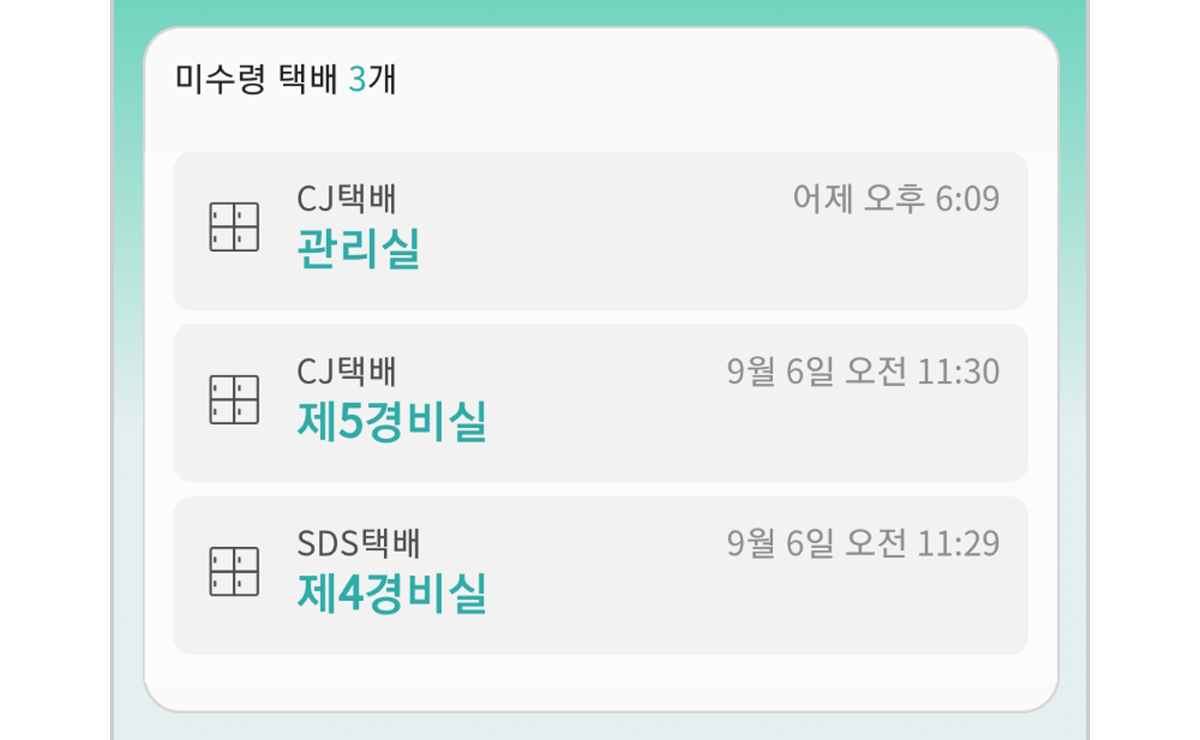 미수령 택배 3개
CJ택배
어제 오후 6:09
관리실
CJ택배
9월 6일 오전 11:30
제5경비실
SDS택배
9월 6일 오전 11:29
제4경비실